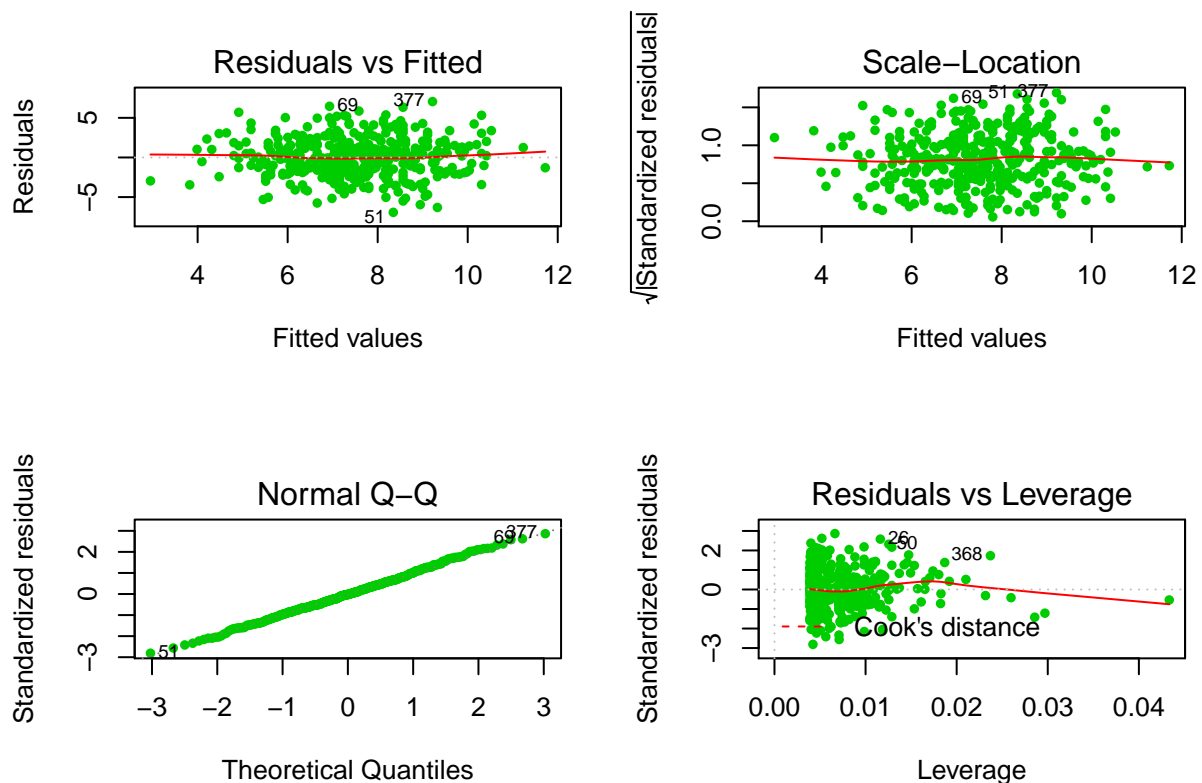 Residuals vs Fitted
Residuals
5
−5
69
377
51
4 6 8 10 12
Fitted values
Scale−Location
√|Standardized residuals|
1.0
0.0
69
51
377
4 6 8 10 12
Fitted values
Normal Q−Q
Standardized residuals
2
0
−3
69
377
51
−3 −2 −1 0 1 2 3
Theoretical Quantiles
Residuals vs Leverage
Standardized residuals
2
0
−3
26
50
368
Cook's distance
0.00 0.01 0.02 0.03 0.04
Leverage